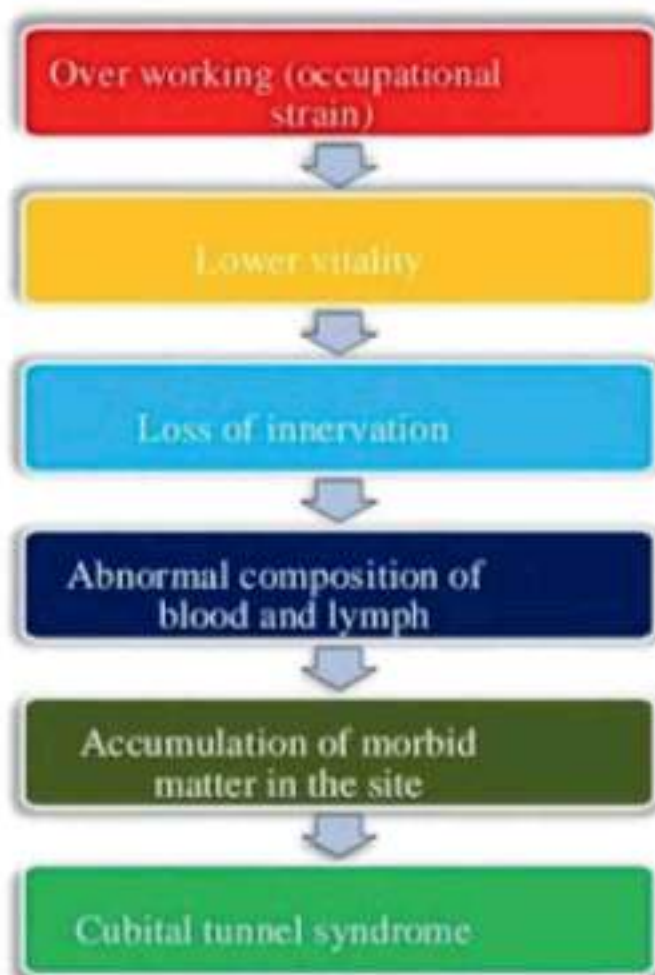 Over working (occupational
strain)
Lower vitality
Loss of innervation
Abnormal composition of
blood and lymph
Accumulation of morbid
matter in the site
Cubital tunnel syndrome